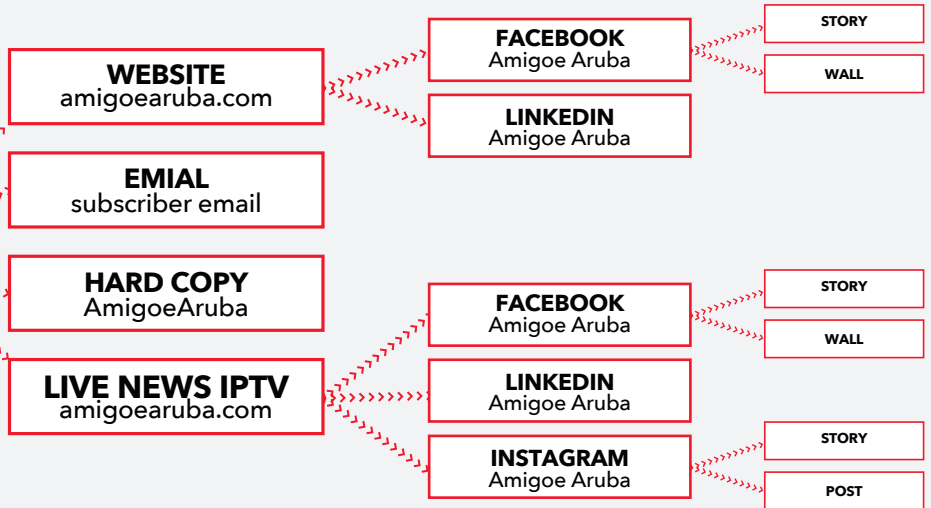 WEBSITE
amigoearuba.com
EMIAL
subscriber email
HARD COPY
AmigoeAruba
LIVE NEWS IPTV
amigoearuba.com
FACEBOOK
Amigoe Aruba
LINKEDIN
Amigoe Aruba
FACEBOOK
Amigoe Aruba
LINKEDIN
Amigoe Aruba
INSTAGRAM
Amigoe Aruba
STORY
WALL
STORY
WALL
STORY
POST